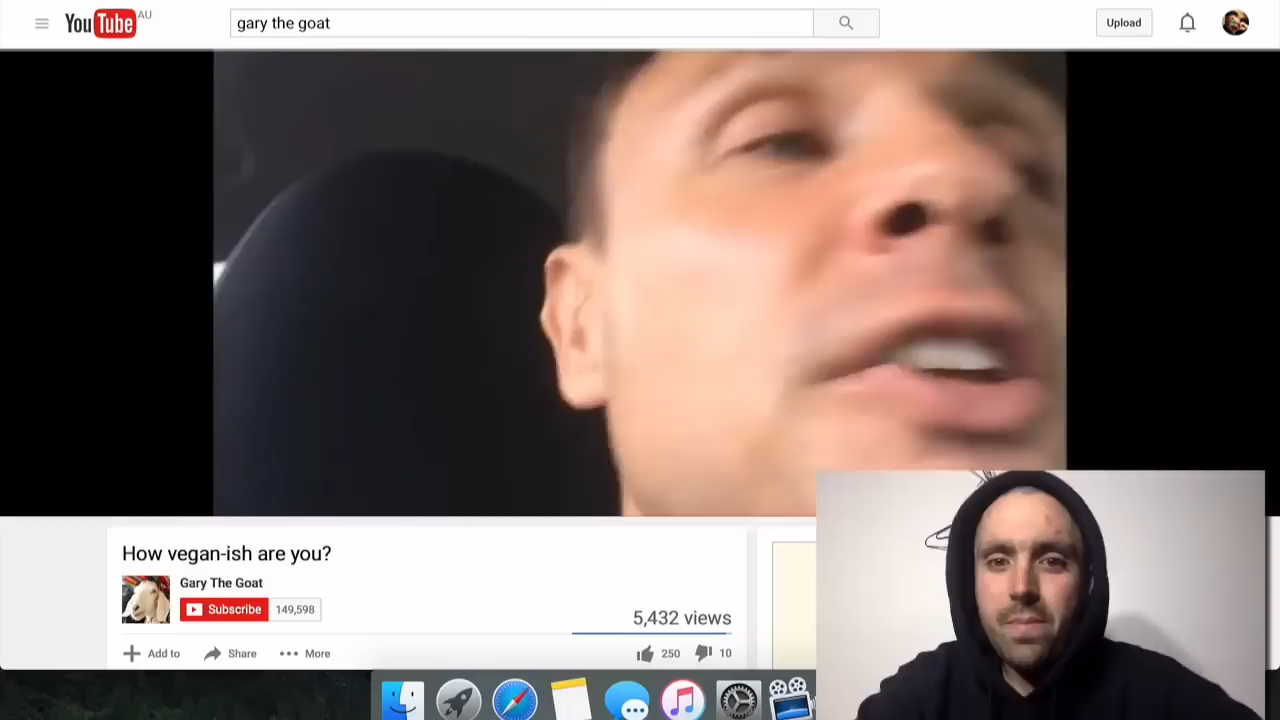 YouTube AU
gary the goat
Upload
How vegan-ish are you?
Gary The Goat
Subscribe 149,598
5,432 views
Add to Share More 250 10